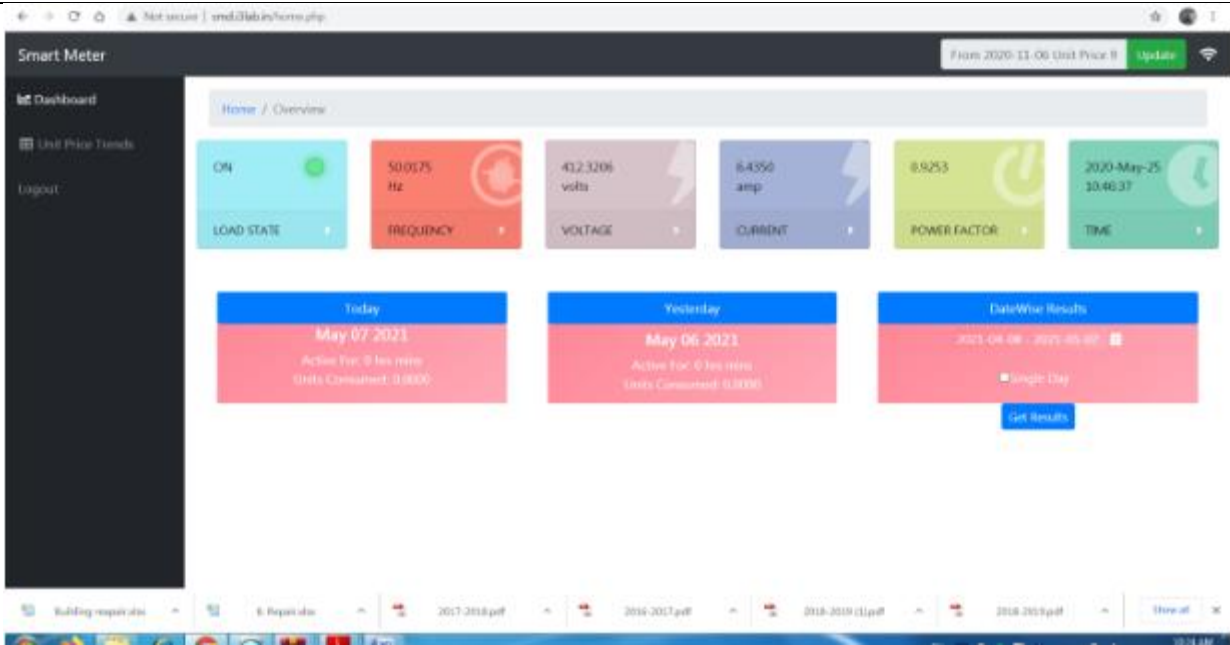 Not secure | smd.i3lab.in/home.php
Smart Meter
From 2020-11-06 Unit Price 8
Update
Dashboard
Home / Overview
Unit Price Trends
Logout
ON
50.0175
Hz
412.3206
volts
6.4350
amp
0.9253
2020-May-25
10:46:37
LOAD STATE
FREQUENCY
VOLTAGE
CURRENT
POWER FACTOR
TIME
Today
May 07 2021
Active For: 0 hrs mins
Units Consumed: 0.0000
Yesterday
May 06 2021
Active For: 0 hrs mins
Units Consumed: 0.0000
DateWise Results
2021-04-08 - 2021-05-07
Single Day
Get Results
2017-2018.pdf
2016-2017.pdf
2018-2019 (1).pdf
2018-2019.pdf
Show all
10:24 AM